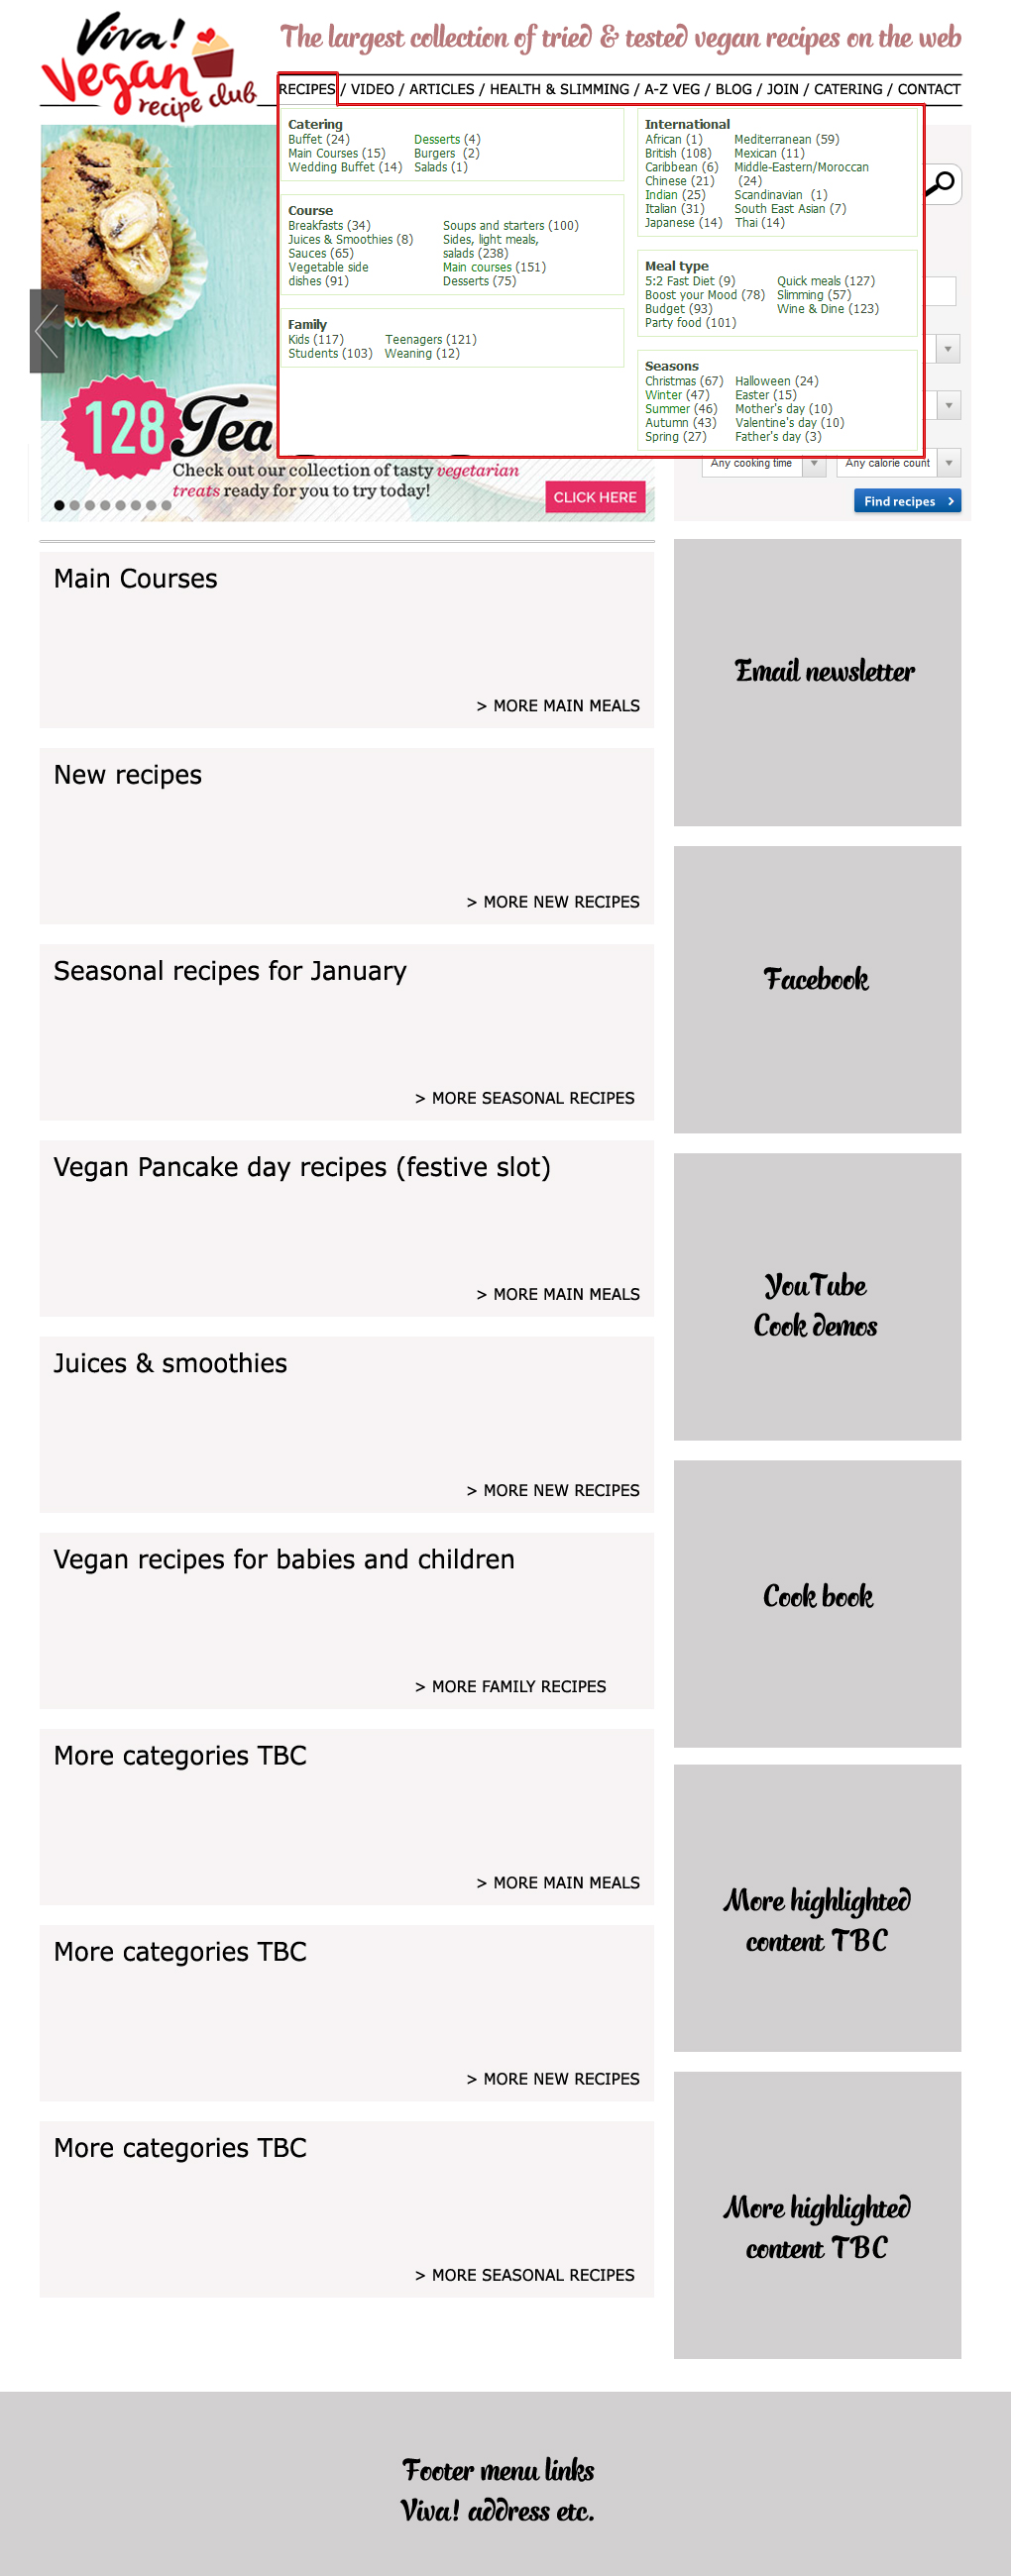 Viva!
Vegan
recipe club
The largest collection of tried & tested vegan recipes on the web
RECIPES / VIDEO / ARTICLES / HEALTH & SLIMMING / A-Z VEG / BLOG / JOIN / CATERING / CONTACT
Catering
Buffet (24)
Main Courses (15)
Wedding Buffet (14)
Desserts (4)
Burgers (2)
Salads (1)
Course
Breakfasts (34)
Juices & Smoothies (8)
Sauces (65)
Vegetable side
dishes (91)
Soups and starters (100)
Sides, light meals,
salads (238)
Main courses (151)
Desserts (75)
Family
Kids (117)
Students (103)
Teenagers (121)
Weaning (12)
International
African (1)
British (108)
Caribbean (6)
Chinese (21)
Indian (25)
Italian (31)
Japanese (14)
Mediterranean (59)
Mexican (11)
Middle-Eastern/Moroccan
(24)
Scandinavian (1)
South East Asian (7)
Thai (14)
Meal type
5:2 Fast Diet (9)
Boost your Mood (78)
Budget (93)
Party food (101)
Quick meals (127)
Slimming (57)
Wine & Dine (123)
Seasons
Christmas (67)
Winter (47)
Summer (46)
Autumn (43)
Spring (27)
Halloween (24)
Easter (15)
Mother's day (10)
Valentine's day (10)
Father's day (3)
128 Tea
Check out our collection of tasty vegetarian
treats ready for you to try today!
CLICK HERE
Any cooking time
Any calorie count
Find recipes
Main Courses
> MORE MAIN MEALS
New recipes
> MORE NEW RECIPES
Seasonal recipes for January
> MORE SEASONAL RECIPES
Vegan Pancake day recipes (festive slot)
> MORE MAIN MEALS
Juices & smoothies
> MORE NEW RECIPES
Vegan recipes for babies and children
> MORE FAMILY RECIPES
More categories TBC
> MORE MAIN MEALS
More categories TBC
> MORE NEW RECIPES
More categories TBC
> MORE SEASONAL RECIPES
Email newsletter
Facebook
YouTube
Cook demos
Cook book
More highlighted
content TBC
More highlighted
content TBC
Footer menu links
Viva! address etc.